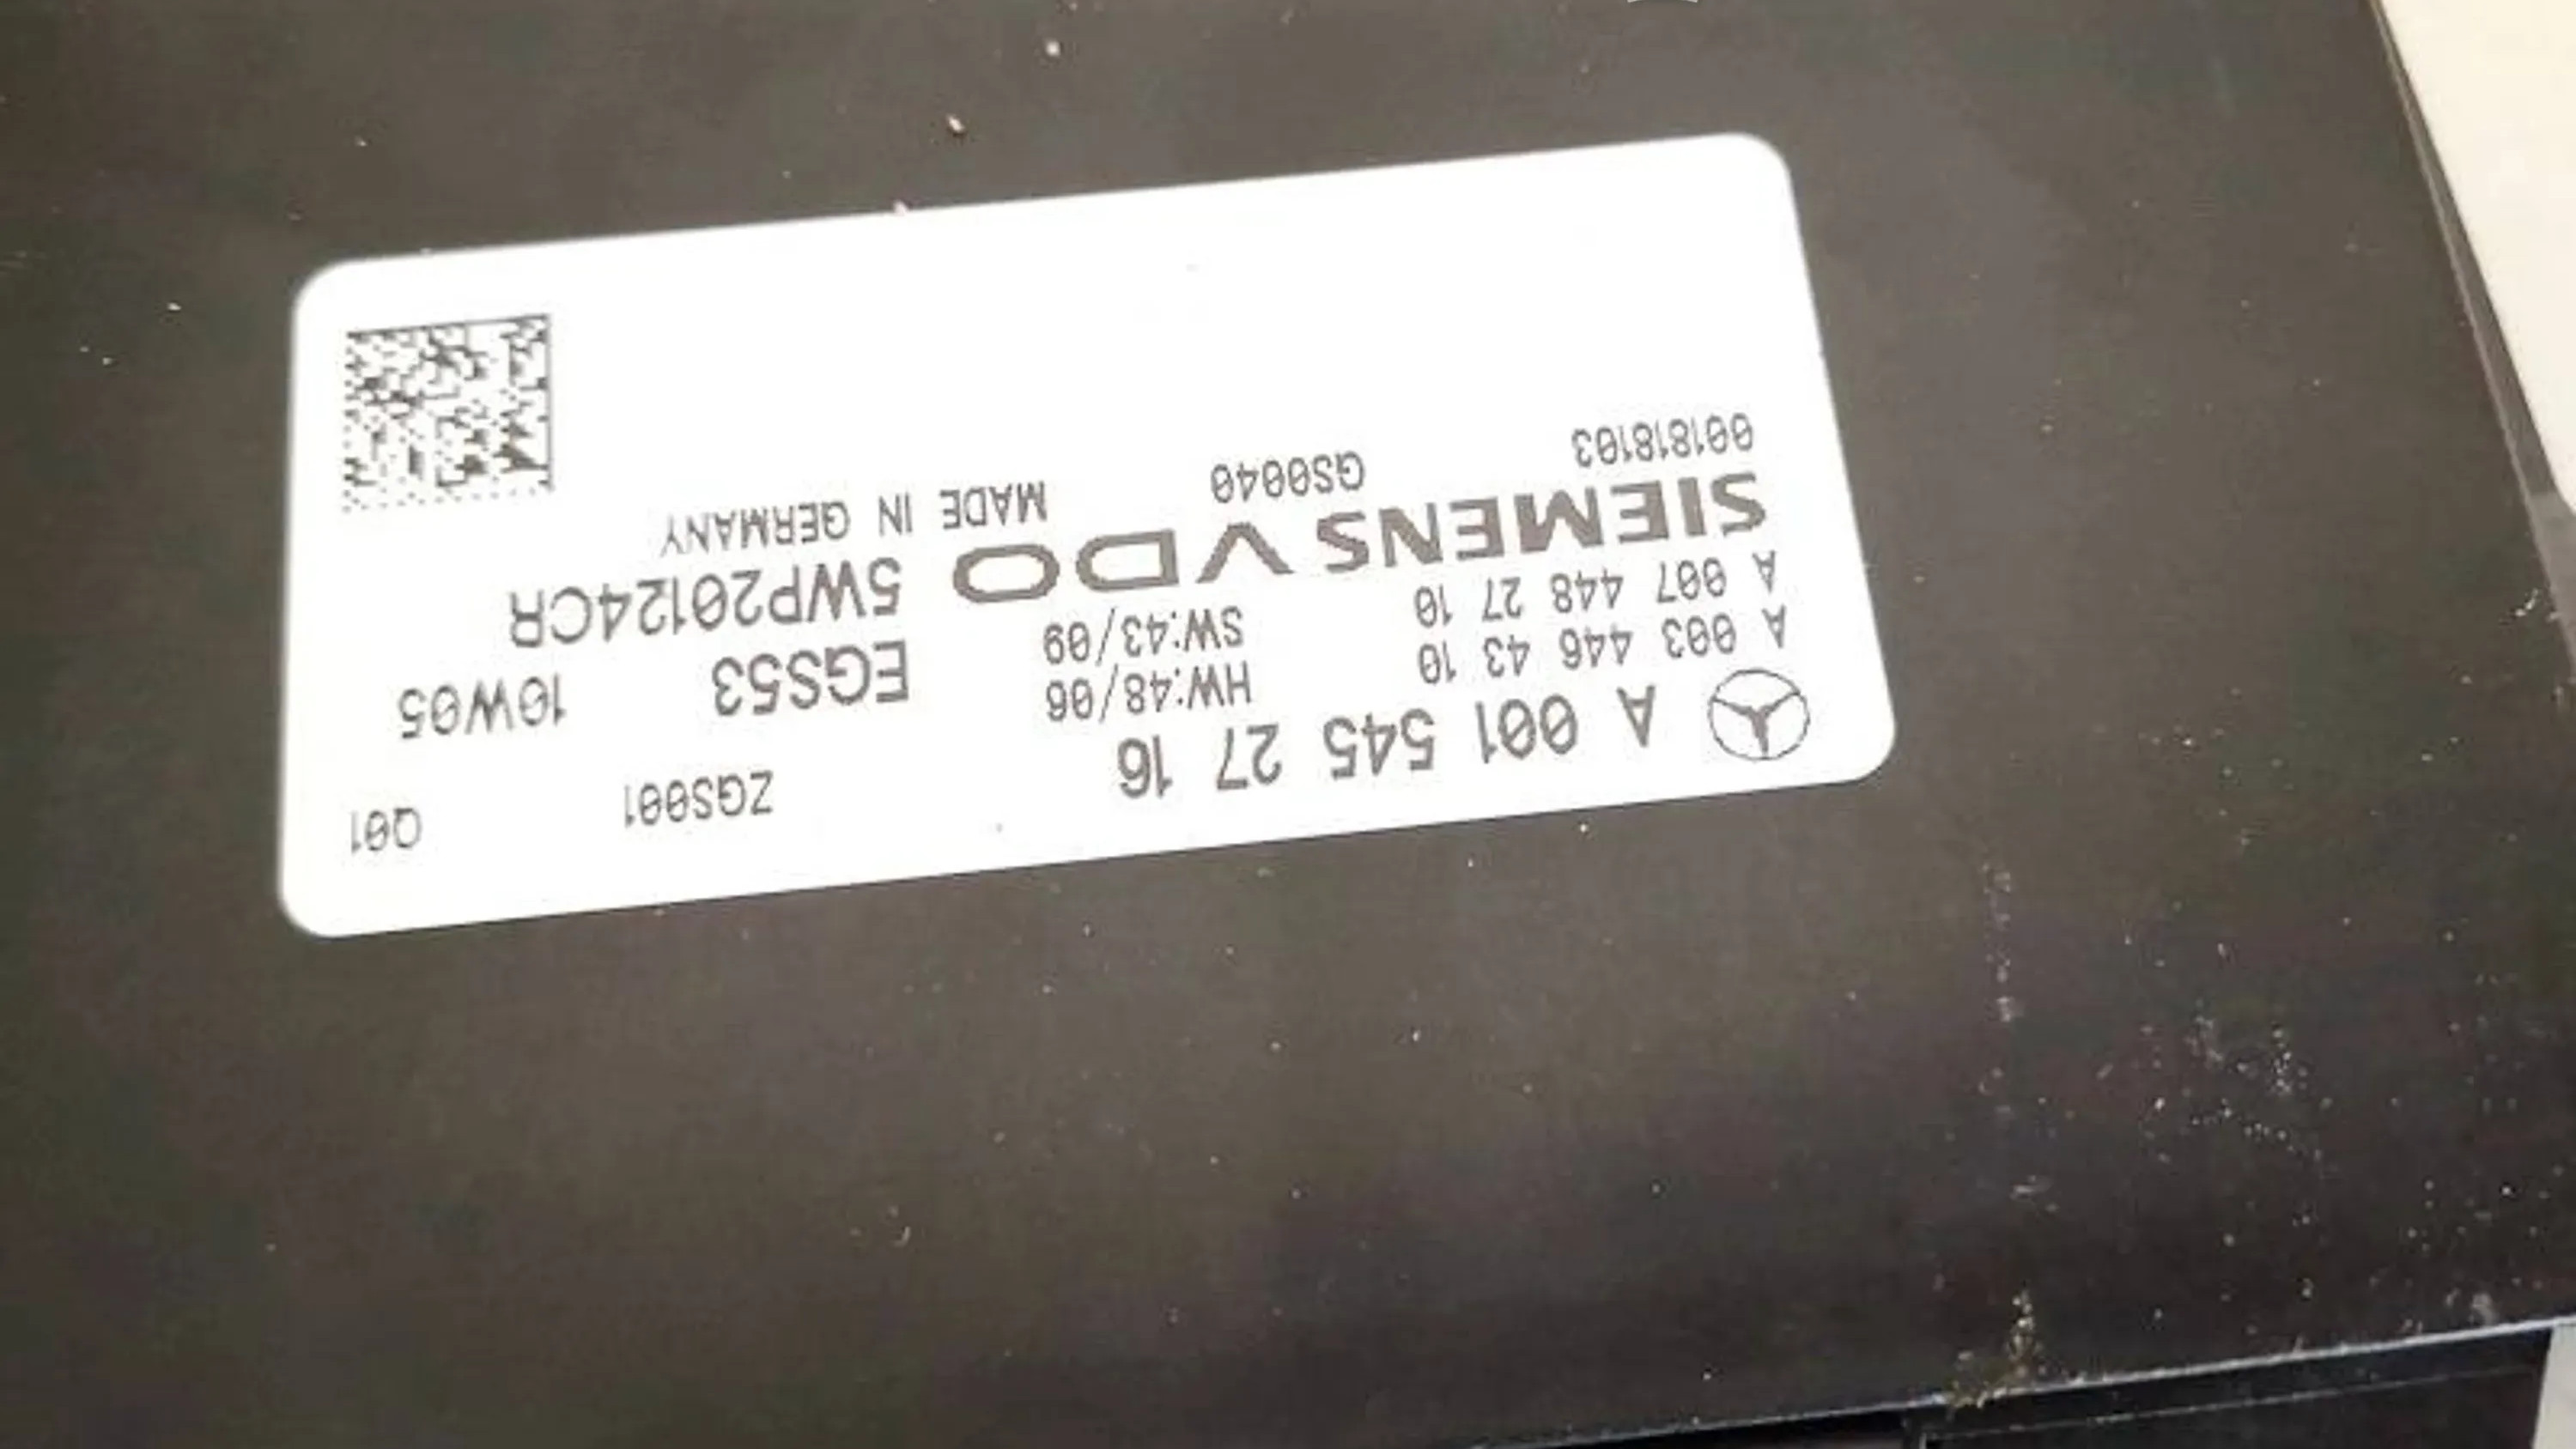 A 001 545 27 16 ZGS001 Q01
A 003 446 43 10 HW:48/06 EGS53 10W05
A 007 448 27 10 SW:43/09 5WP20124CR
SIEMENS VDO MADE IN GERMANY
001818103 GS0040